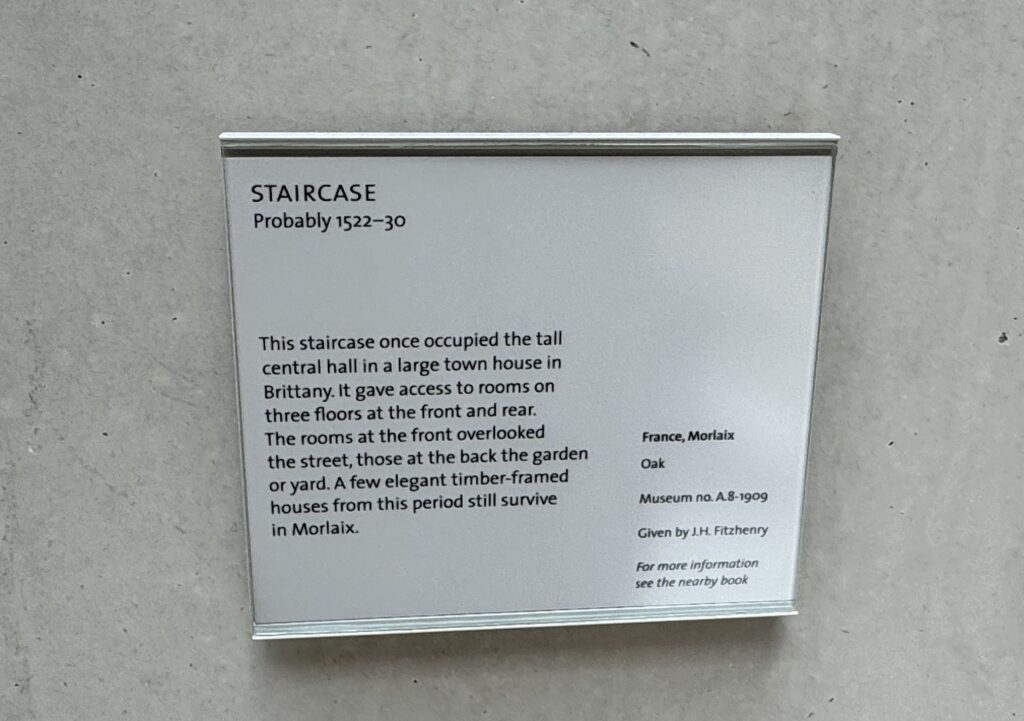 STAIRCASE
Probably 1522–30
This staircase once occupied the tall
central hall in a large town house in
Brittany. It gave access to rooms on
three floors at the front and rear.
The rooms at the front overlooked
the street, those at the back the garden
or yard. A few elegant timber-framed
houses from this period still survive
in Morlaix.
France, Morlaix
Oak
Museum no. A.8-1909
Given by J.H. Fitzhenry
For more information
see the nearby book